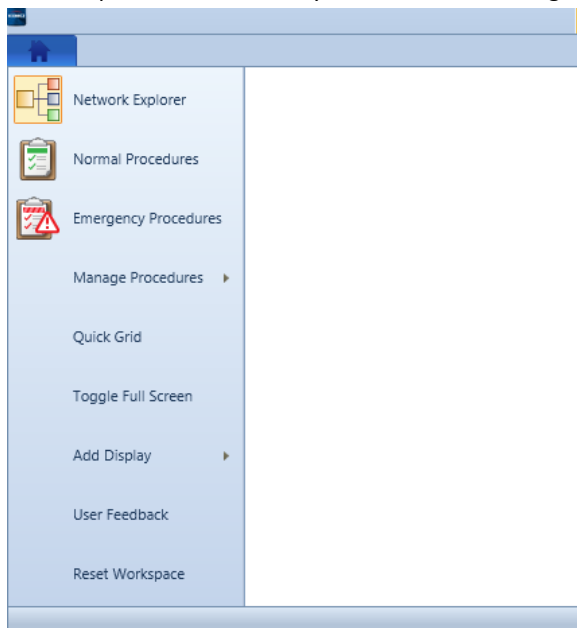 Network Explorer
Normal Procedures
Emergency Procedures
Manage Procedures
Quick Grid
Toggle Full Screen
Add Display
User Feedback
Reset Workspace